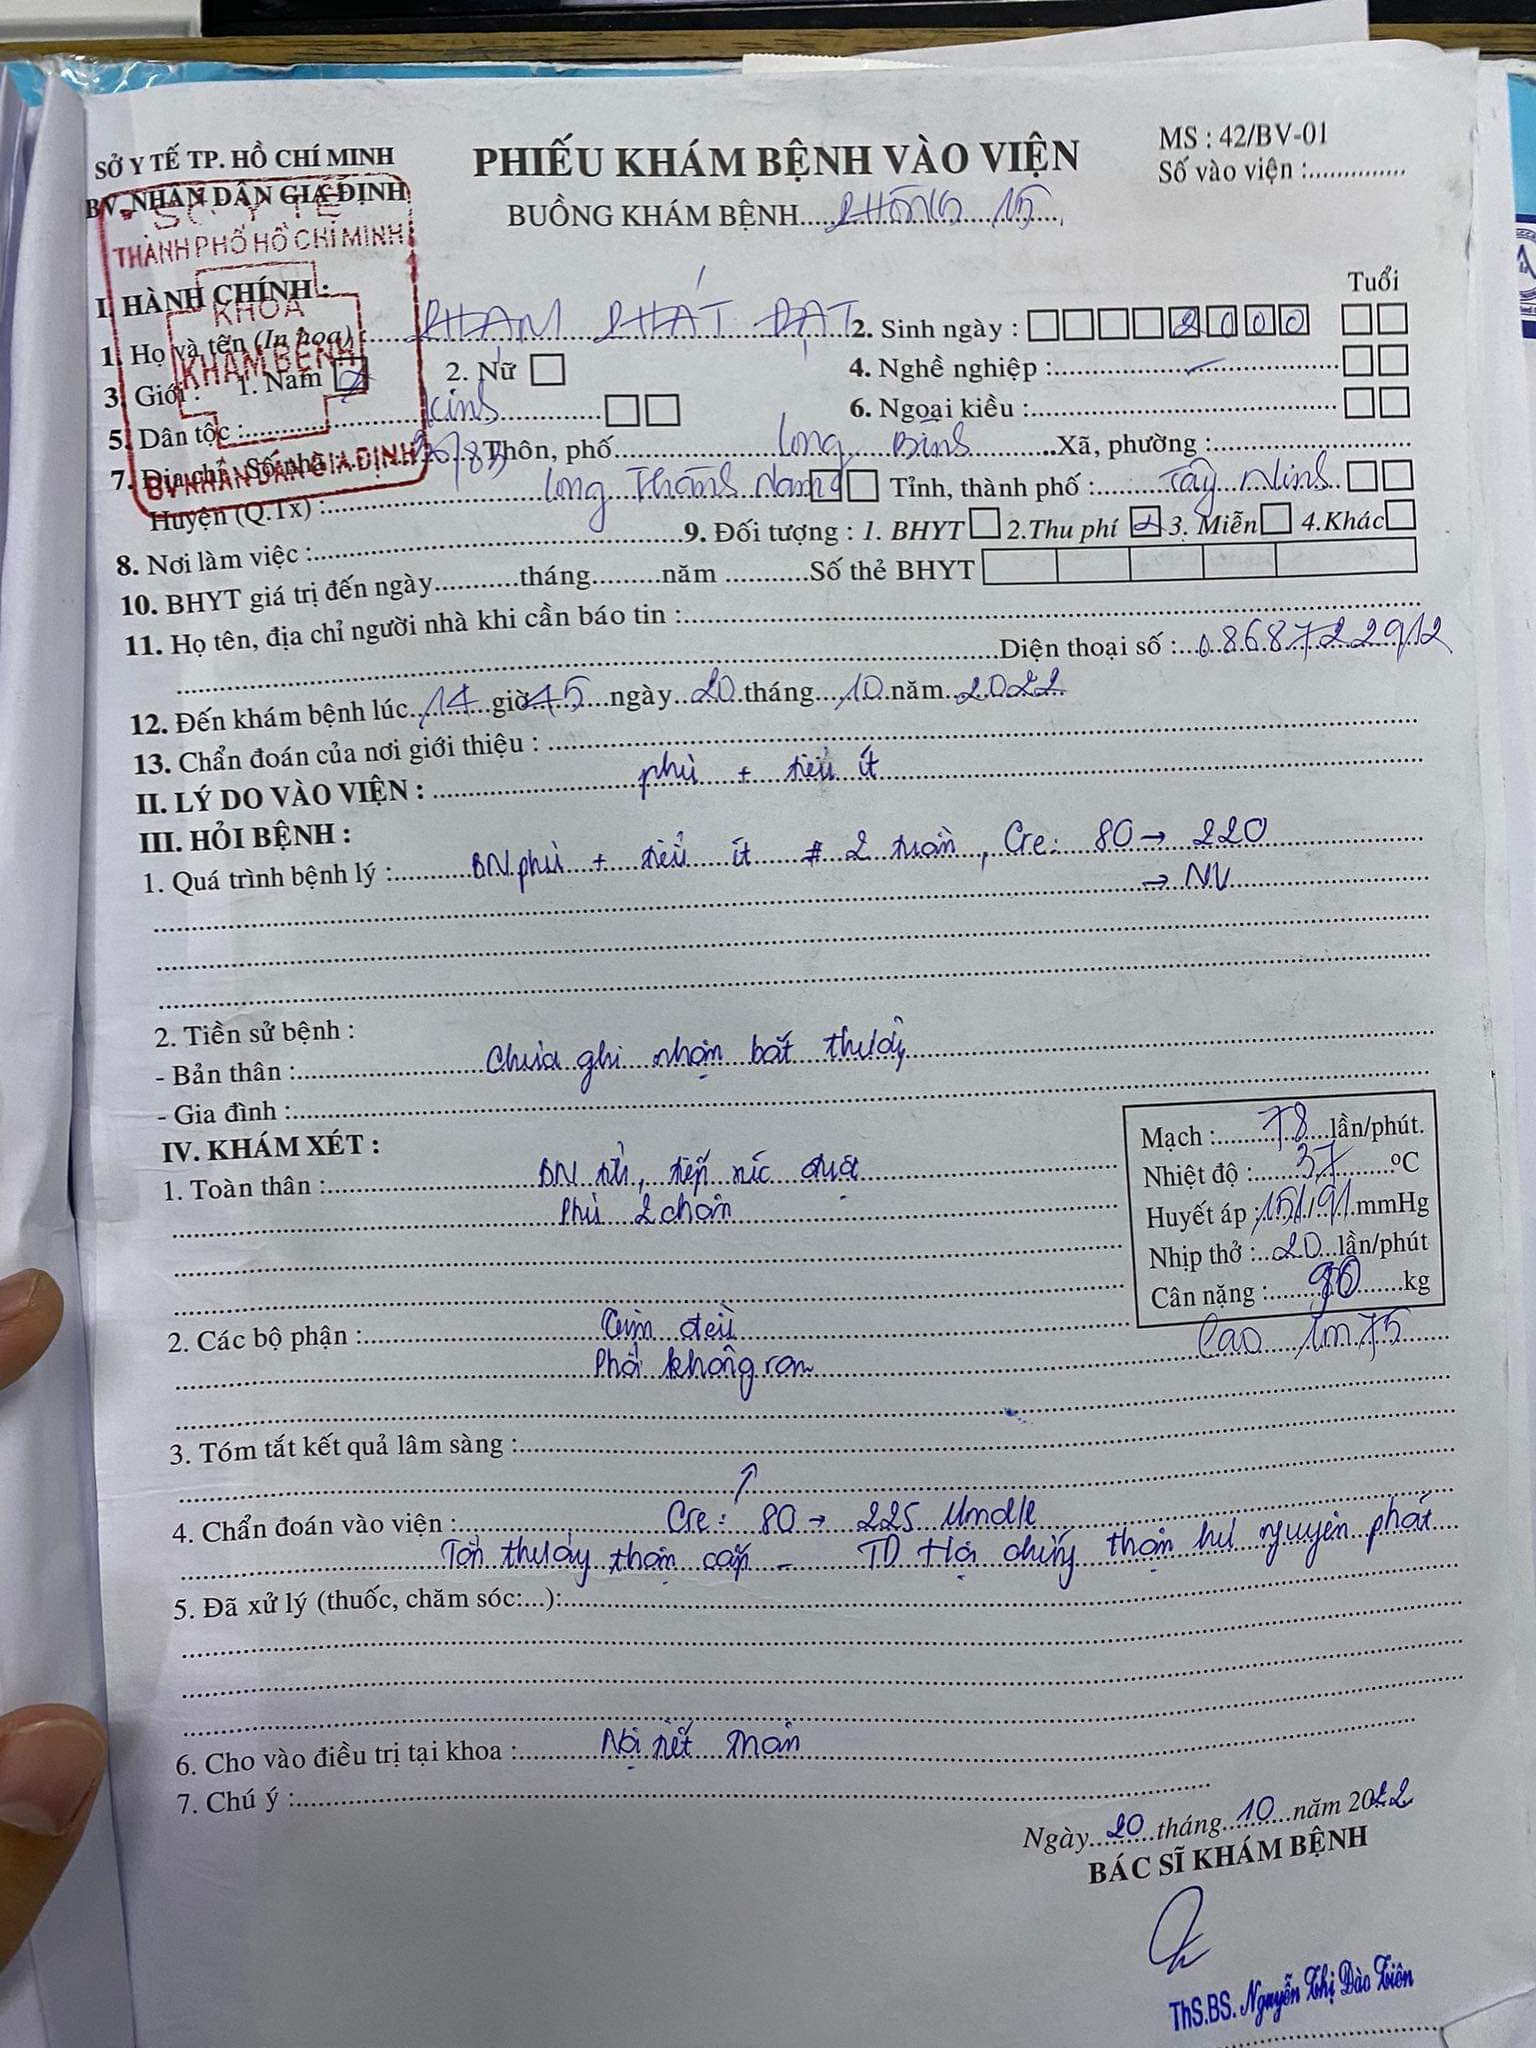 SỞ Y TẾ TP. HỒ CHÍ MINH
BV. NHÂN DÂN GIA ĐỊNH
PHIẾU KHÁM BỆNH VÀO VIỆN
MS : 42/BV-01
Số vào viện :
BUỒNG KHÁM BỆNH PHÒNG 15
SỞ Y TẾ
THÀNH PHỐ HỒ CHÍ MINH
KHOA
KHÁM BỆNH
BV NHÂN DÂN GIA ĐỊNH
I. HÀNH CHÍNH :
Tuổi
1. Họ và tên (In hoa) : PHẠM PHÁT ĐẠT 2. Sinh ngày : 2000
3. Giới : 1. Nam 2. Nữ 4. Nghề nghiệp :
5. Dân tộc : Kinh 6. Ngoại kiều :
7. Địa chỉ : Số nhà Thôn, phố Long Bình Xã, phường :
Huyện (Q.Tx) : Long Thành Nam Tỉnh, thành phố : Tây Ninh
8. Nơi làm việc : 9. Đối tượng : 1. BHYT 2.Thu phí 3. Miễn 4.Khác
10. BHYT giá trị đến ngày tháng năm Số thẻ BHYT
11. Họ tên, địa chỉ người nhà khi cần báo tin :
Điện thoại số : 0868722912
12. Đến khám bệnh lúc 14 giờ 45 ngày 20 tháng 10 năm 2022
13. Chẩn đoán của nơi giới thiệu :
II. LÝ DO VÀO VIỆN : phù + tiểu ít
III. HỎI BỆNH :
1. Quá trình bệnh lý : BN phù + tiểu ít # 2 tuần, Cre: 80 → 220
→ NV
2. Tiền sử bệnh :
- Bản thân : Chưa ghi nhận bất thường
- Gia đình :
IV. KHÁM XÉT :
1. Toàn thân : BN tỉnh, tiếp xúc được
Phù 2 chân
Mạch : 78 lần/phút.
Nhiệt độ : 37 ºC
Huyết áp : 151/91 mmHg
Nhịp thở : 20 lần/phút
Cân nặng : 90 kg
Cao 1m75
2. Các bộ phận : Tim đều
Phổi không ran
3. Tóm tắt kết quả lâm sàng :
4. Chẩn đoán vào viện : Cre: 80 → 225 Umol/l
Tổn thương thận cấp - TD Hội chứng thận hư nguyên phát
5. Đã xử lý (thuốc, chăm sóc:...):
6. Cho vào điều trị tại khoa : Nội tiết thận
7. Chú ý :
Ngày 20 tháng 10 năm 2022
BÁC SĨ KHÁM BỆNH
ThS.BS. Nguyễn Thị Đào Tiên